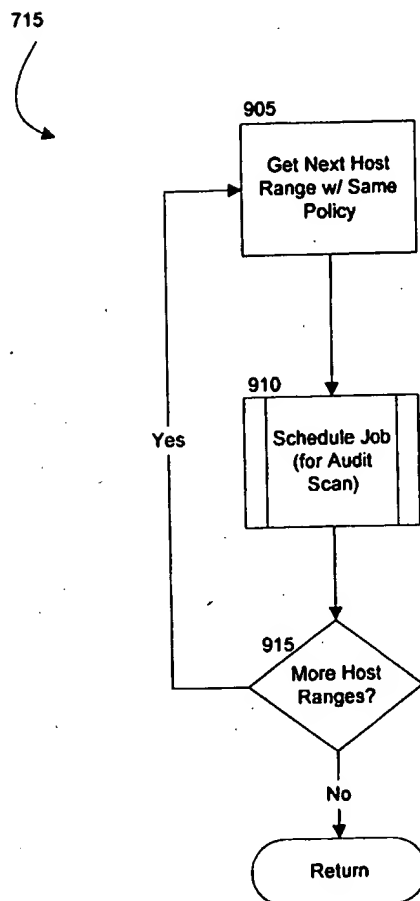 715
905
Get Next Host
Range w/ Same
Policy
910
Schedule Job
(for Audit
Scan)
Yes
915
More Host
Ranges?
No
Return